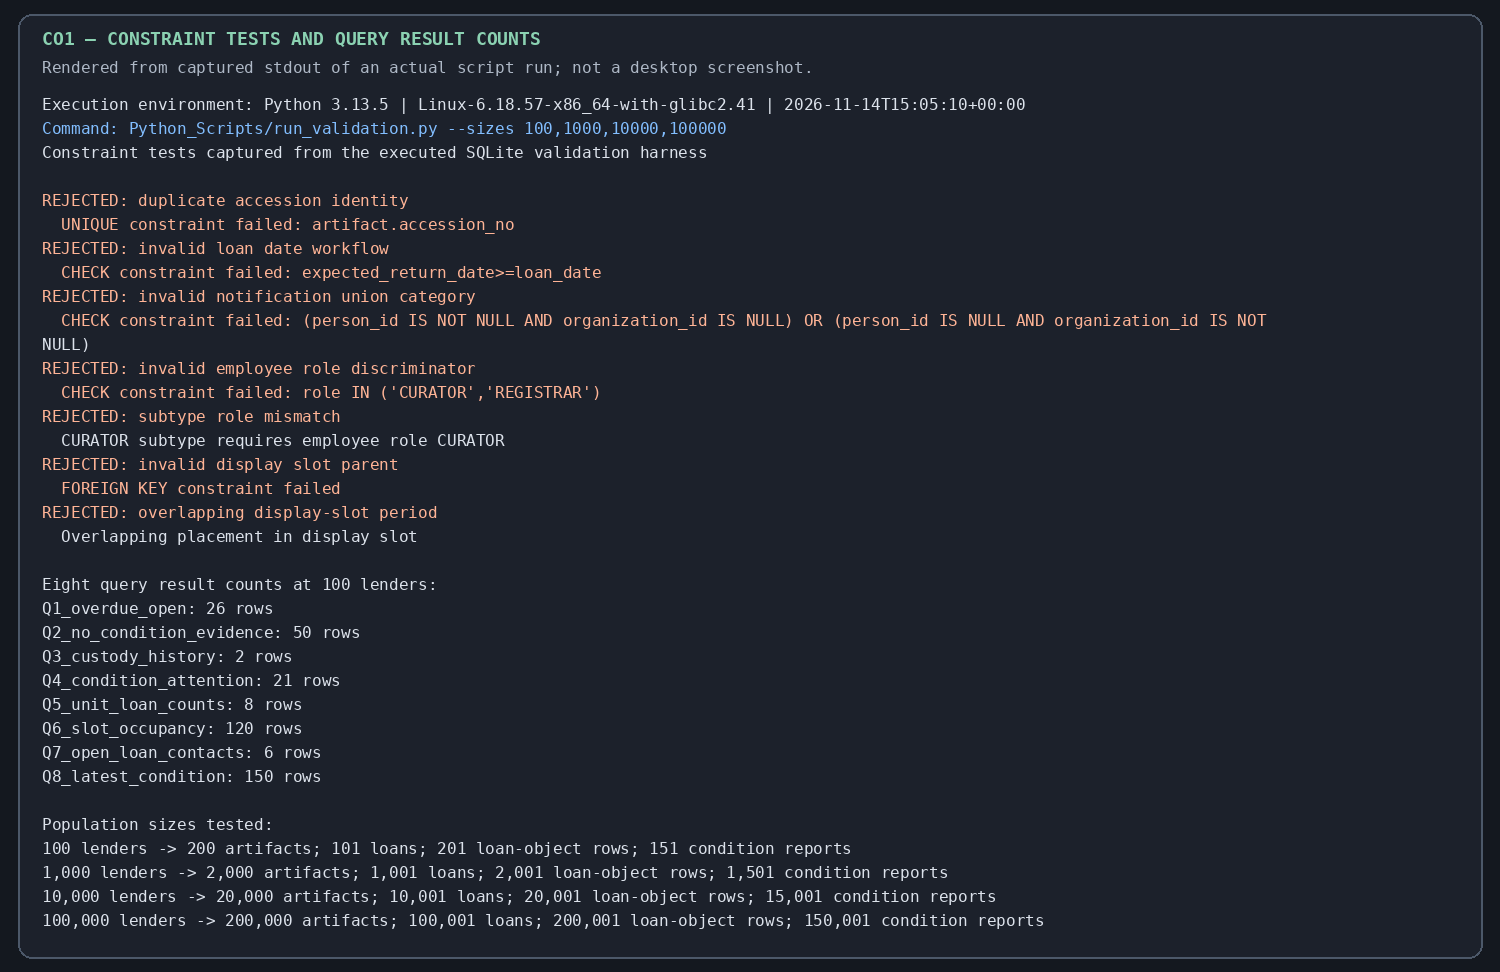 CO1 — CONSTRAINT TESTS AND QUERY RESULT COUNTS
Rendered from captured stdout of an actual script run; not a desktop screenshot.
Execution environment: Python 3.13.5 | Linux-6.18.57-x86_64-with-glibc2.41 | 2026-11-14T15:05:10+00:00
Command: Python_Scripts/run_validation.py --sizes 100,1000,10000,100000
Constraint tests captured from the executed SQLite validation harness
REJECTED: duplicate accession identity
  UNIQUE constraint failed: artifact.accession_no
REJECTED: invalid loan date workflow
  CHECK constraint failed: expected_return_date>=loan_date
REJECTED: invalid notification union category
  CHECK constraint failed: (person_id IS NOT NULL AND organization_id IS NULL) OR (person_id IS NULL AND organization_id IS NOT
NULL)
REJECTED: invalid employee role discriminator
  CHECK constraint failed: role IN ('CURATOR','REGISTRAR')
REJECTED: subtype role mismatch
  CURATOR subtype requires employee role CURATOR
REJECTED: invalid display slot parent
  FOREIGN KEY constraint failed
REJECTED: overlapping display-slot period
  Overlapping placement in display slot
Eight query result counts at 100 lenders:
Q1_overdue_open: 26 rows
Q2_no_condition_evidence: 50 rows
Q3_custody_history: 2 rows
Q4_condition_attention: 21 rows
Q5_unit_loan_counts: 8 rows
Q6_slot_occupancy: 120 rows
Q7_open_loan_contacts: 6 rows
Q8_latest_condition: 150 rows
Population sizes tested:
100 lenders -> 200 artifacts; 101 loans; 201 loan-object rows; 151 condition reports
1,000 lenders -> 2,000 artifacts; 1,001 loans; 2,001 loan-object rows; 1,501 condition reports
10,000 lenders -> 20,000 artifacts; 10,001 loans; 20,001 loan-object rows; 15,001 condition reports
100,000 lenders -> 200,000 artifacts; 100,001 loans; 200,001 loan-object rows; 150,001 condition reports